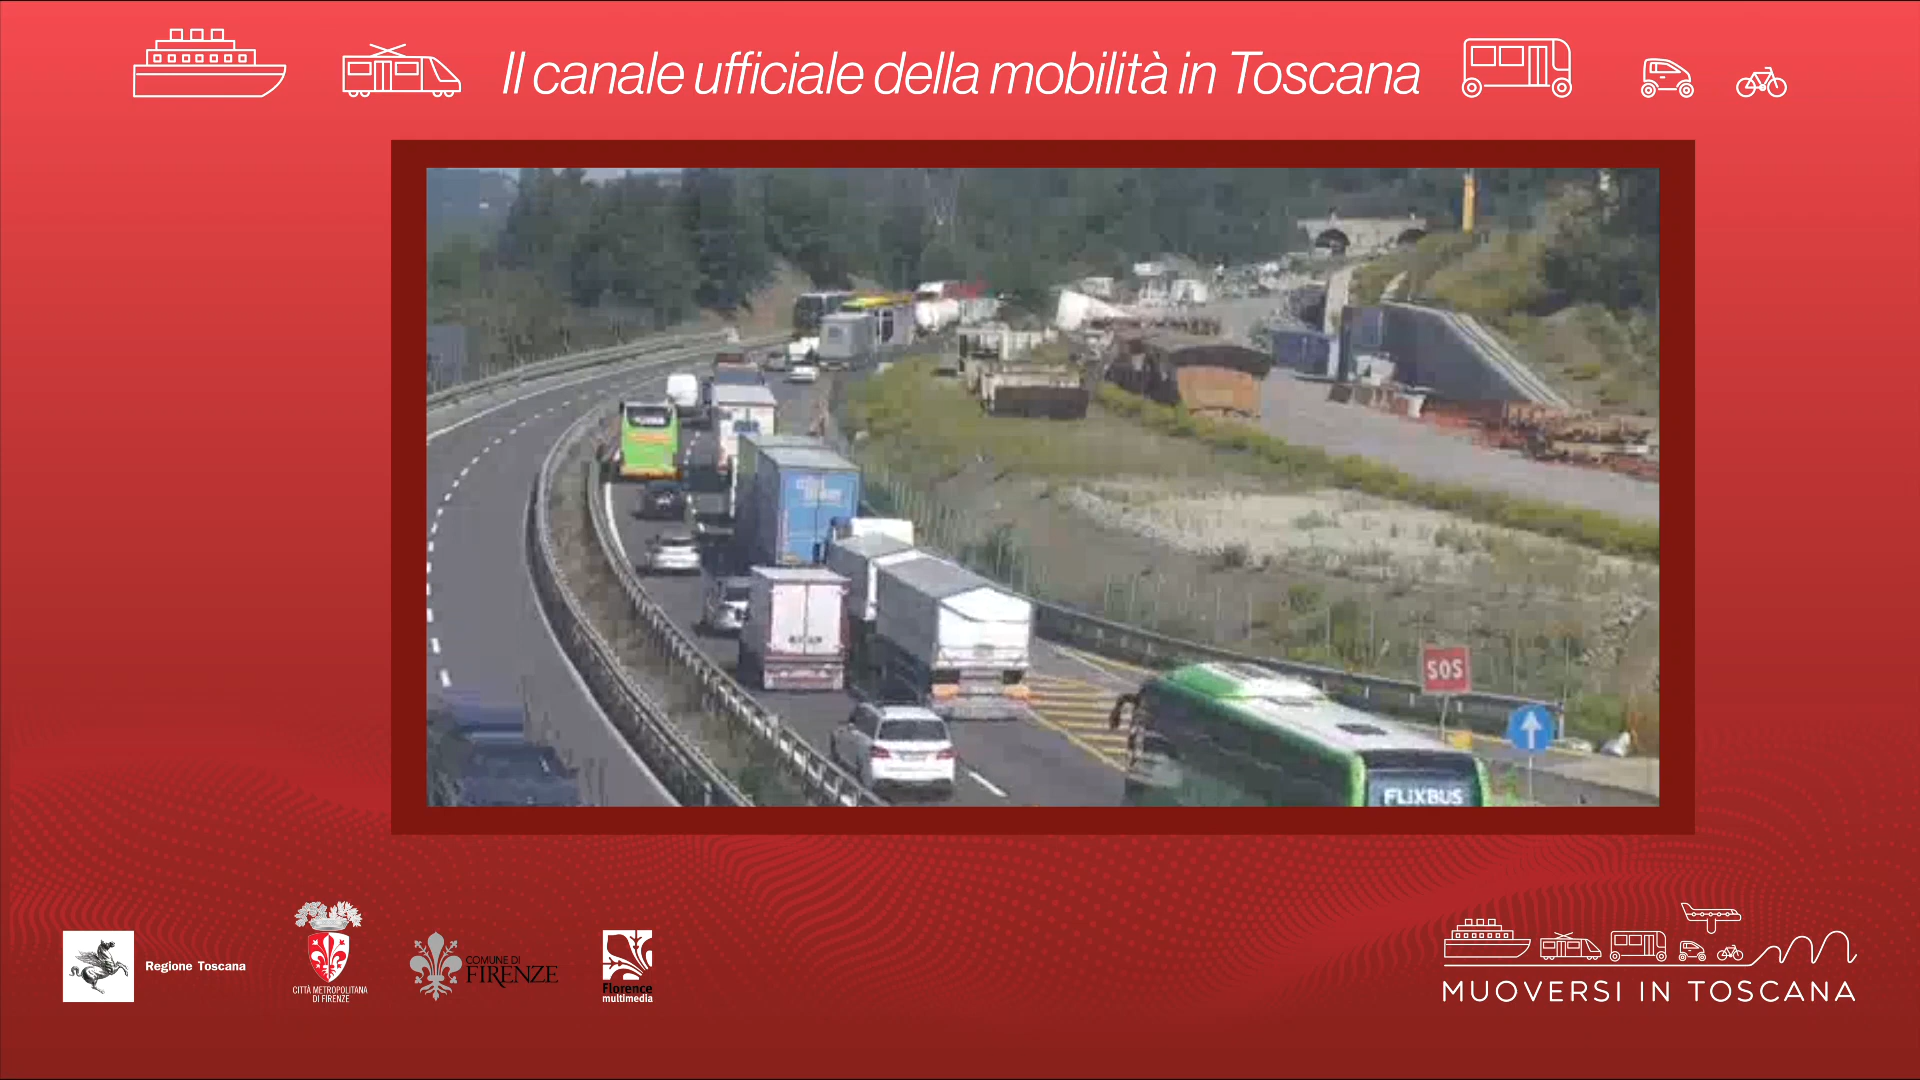 Il canale ufficiale della mobilità in Toscana
SOS
FLiXBUS
Regione Toscana
CITTÀ METROPOLITANA
DI FIRENZE
COMUNE DI
FIRENZE
Florence
multimedia
MUOVERSI IN TOSCANA